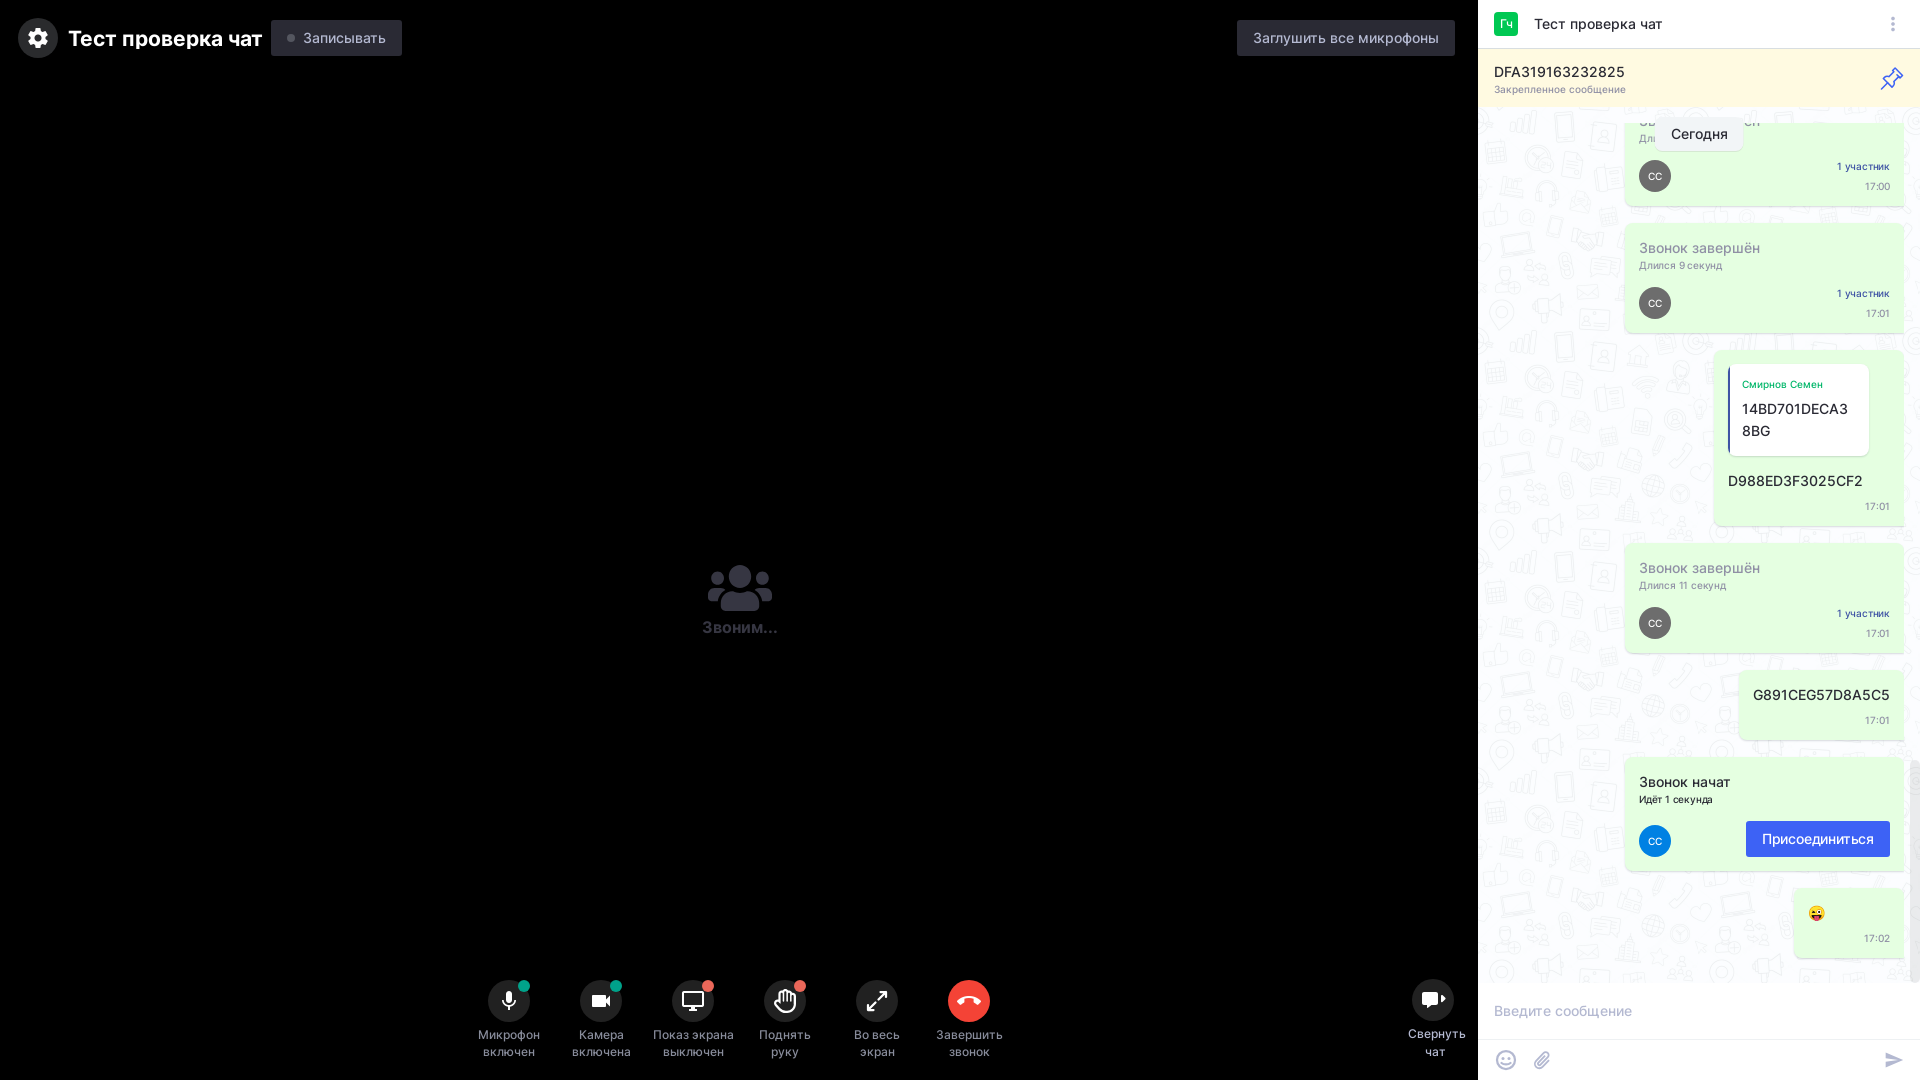 Тест проверка чат
Записывать
Заглушить все микрофоны
Звоним...
Микрофон
включен
Камера
включена
Показ экрана
выключен
Поднять
руку
Во весь
экран
Завершить
звонок
Свернуть
чат
Гч
Тест проверка чат
DFA319163232825
Закрепленное сообщение
Сегодня
СС
1 участник
17:00
Звонок завершён
Длился 9 секунд
СС
1 участник
17:01
Смирнов Семен
14BD701DECA3
8BG
D988ED3F3025CF2
17:01
Звонок завершён
Длился 11 секунд
СС
1 участник
17:01
G891CEG57D8A5C5
17:01
Звонок начат
Идёт 1 секунда
СС
Присоединиться
17:02
Введите сообщение